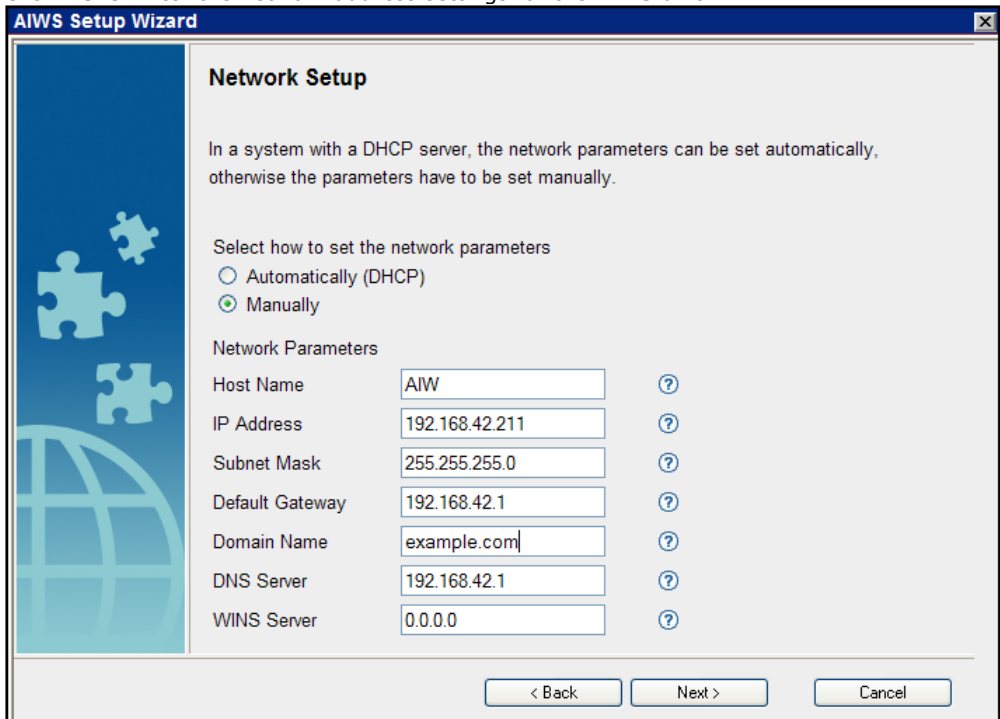 AIWS Setup Wizard
Network Setup
In a system with a DHCP server, the network parameters can be set automatically,
otherwise the parameters have to be set manually.
Select how to set the network parameters
Automatically (DHCP)
Manually
Network Parameters
Host Name AIW ?
IP Address 192.168.42.211 ?
Subnet Mask 255.255.255.0 ?
Default Gateway 192.168.42.1 ?
Domain Name example.com ?
DNS Server 192.168.42.1 ?
WINS Server 0.0.0.0 ?
< Back Next > Cancel